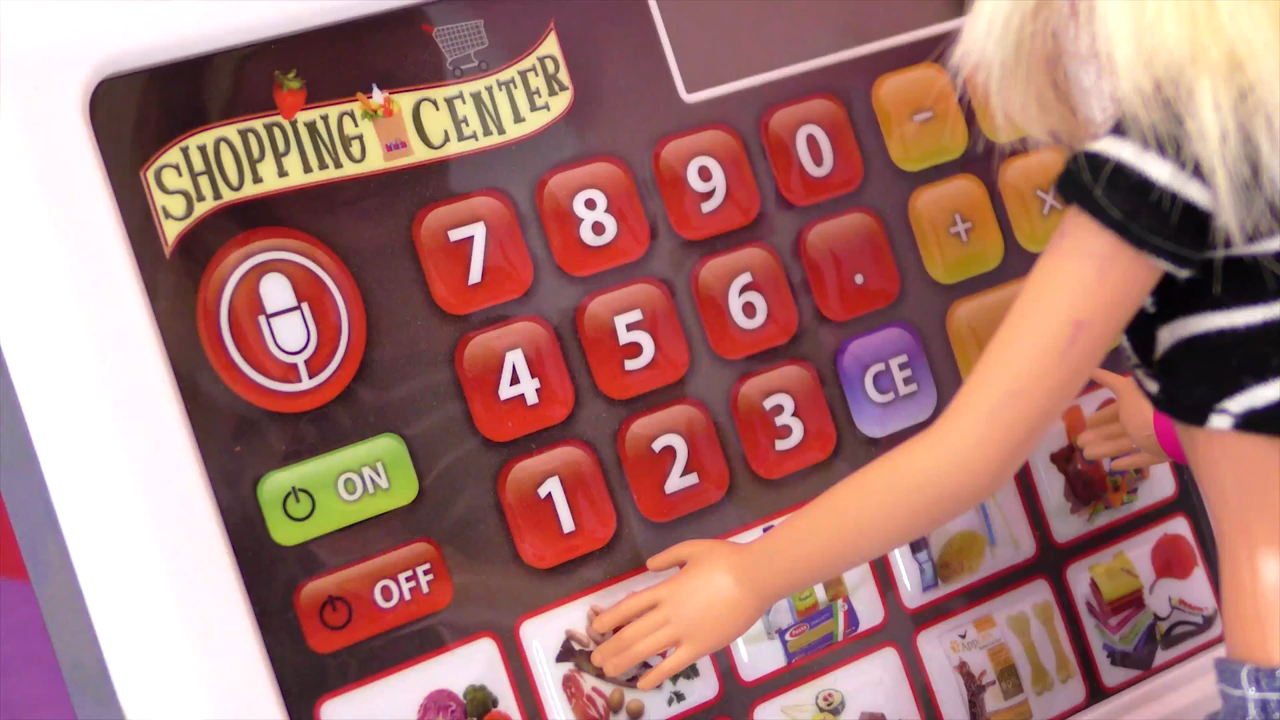 SHOPPING CENTER
7 8 9 0 -
4 5 6 . + ×
1 2 3 CE
ON
OFF